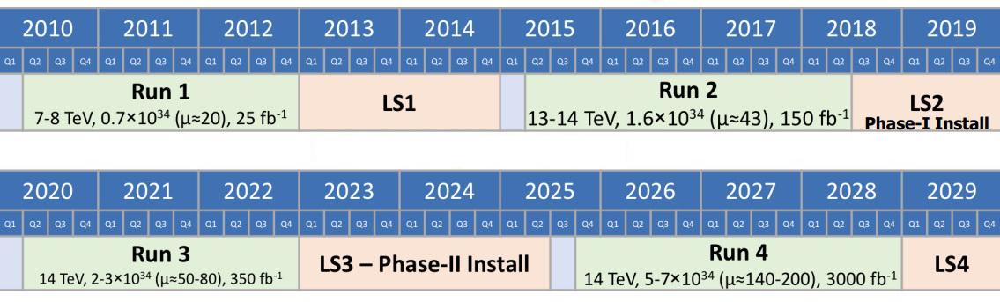 2010 2011 2012 2013 2014 2015 2016 2017 2018 2019
Q1 Q2 Q3 Q4 Q1 Q2 Q3 Q4 Q1 Q2 Q3 Q4 Q1 Q2 Q3 Q4 Q1 Q2 Q3 Q4 Q1 Q2 Q3 Q4 Q1 Q2 Q3 Q4 Q1 Q2 Q3 Q4 Q1 Q2 Q3 Q4 Q1 Q2 Q3 Q4
Run 1
7-8 TeV, 0.7×10³⁴ (μ≈20), 25 fb⁻¹
LS1
Run 2
13-14 TeV, 1.6×10³⁴ (μ≈43), 150 fb⁻¹
LS2
Phase-I Install
2020 2021 2022 2023 2024 2025 2026 2027 2028 2029
Q1 Q2 Q3 Q4 Q1 Q2 Q3 Q4 Q1 Q2 Q3 Q4 Q1 Q2 Q3 Q4 Q1 Q2 Q3 Q4 Q1 Q2 Q3 Q4 Q1 Q2 Q3 Q4 Q1 Q2 Q3 Q4 Q1 Q2 Q3 Q4 Q1 Q2 Q3 Q4
Run 3
14 TeV, 2-3×10³⁴ (μ≈50-80), 350 fb⁻¹
LS3 – Phase-II Install
Run 4
14 TeV, 5-7×10³⁴ (μ≈140-200), 3000 fb⁻¹
LS4